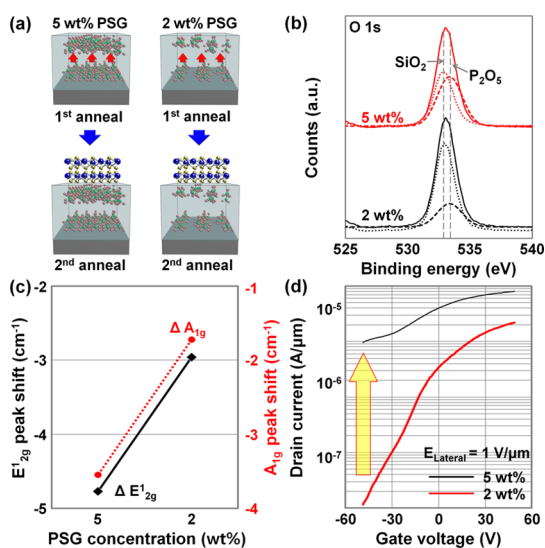 (a)
5 wt% PSG 2 wt% PSG
1st anneal 1st anneal
2nd anneal 2nd anneal
(b)
O 1s
SiO2
P2O5
5 wt%
2 wt%
Counts (a.u.)
525 530 535 540
Binding energy (eV)
(c)
-2 -1
-3 -2
-4 -3
-5 -4
Δ A1g
Δ E12g
E12g peak shift (cm-1)
A1g peak shift (cm-1)
5 2
PSG concentration (wt%)
(d)
10-5
10-6
10-7
Drain current (A/μm)
ELateral = 1 V/μm
5 wt%
2 wt%
-60 -30 0 30 60
Gate voltage (V)